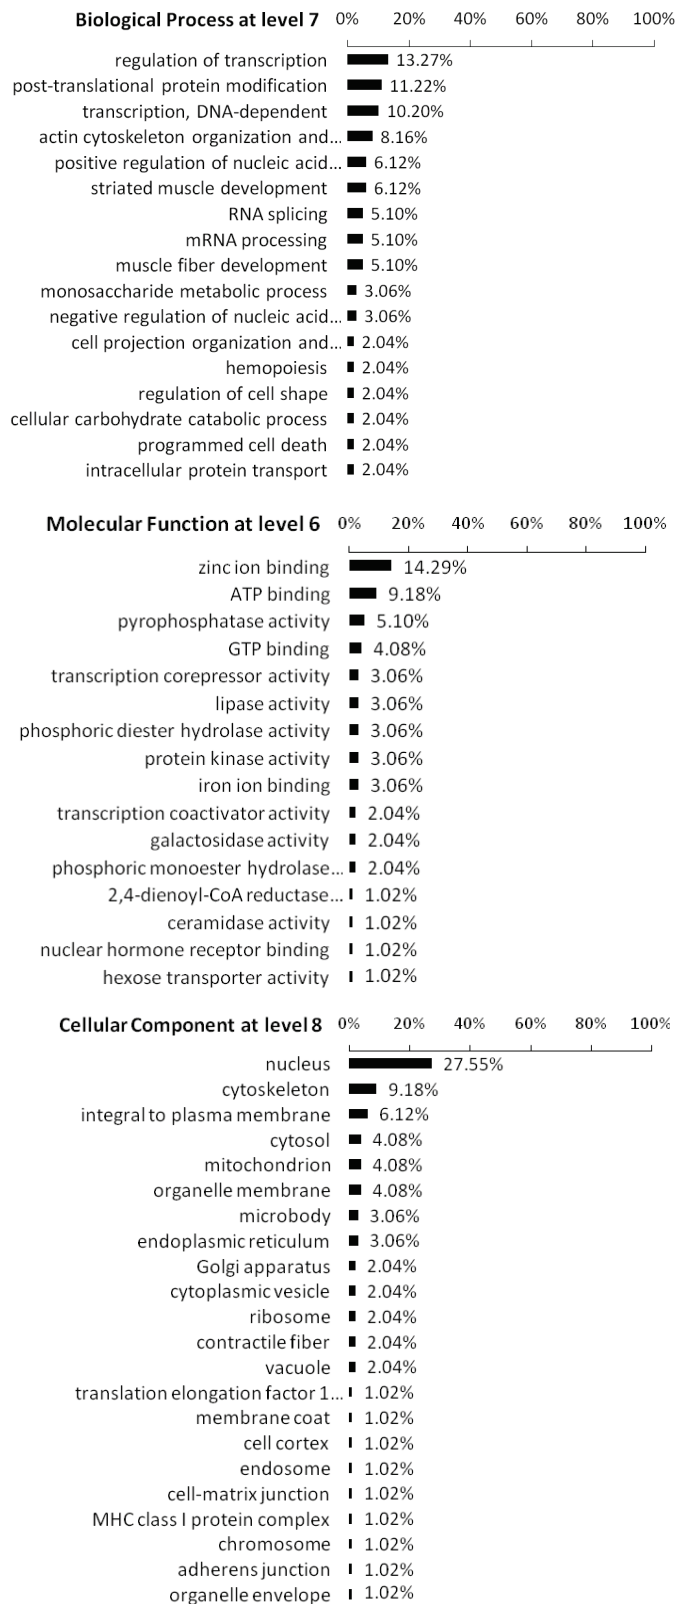 Biological Process at level 7 0% 20% 40% 60% 80% 100%
regulation of transcription 13.27%
post-translational protein modification 11.22%
transcription, DNA-dependent 10.20%
actin cytoskeleton organization and... 8.16%
positive regulation of nucleic acid... 6.12%
striated muscle development 6.12%
RNA splicing 5.10%
mRNA processing 5.10%
muscle fiber development 5.10%
monosaccharide metabolic process 3.06%
negative regulation of nucleic acid... 3.06%
cell projection organization and... 2.04%
hemopoiesis 2.04%
regulation of cell shape 2.04%
cellular carbohydrate catabolic process 2.04%
programmed cell death 2.04%
intracellular protein transport 2.04%
Molecular Function at level 6 0% 20% 40% 60% 80% 100%
zinc ion binding 14.29%
ATP binding 9.18%
pyrophosphatase activity 5.10%
GTP binding 4.08%
transcription corepressor activity 3.06%
lipase activity 3.06%
phosphoric diester hydrolase activity 3.06%
protein kinase activity 3.06%
iron ion binding 3.06%
transcription coactivator activity 2.04%
galactosidase activity 2.04%
phosphoric monoester hydrolase... 2.04%
2,4-dienoyl-CoA reductase... 1.02%
ceramidase activity 1.02%
nuclear hormone receptor binding 1.02%
hexose transporter activity 1.02%
Cellular Component at level 8 0% 20% 40% 60% 80% 100%
nucleus 27.55%
cytoskeleton 9.18%
integral to plasma membrane 6.12%
cytosol 4.08%
mitochondrion 4.08%
organelle membrane 4.08%
microbody 3.06%
endoplasmic reticulum 3.06%
Golgi apparatus 2.04%
cytoplasmic vesicle 2.04%
ribosome 2.04%
contractile fiber 2.04%
vacuole 2.04%
translation elongation factor 1... 1.02%
membrane coat 1.02%
cell cortex 1.02%
endosome 1.02%
cell-matrix junction 1.02%
MHC class I protein complex 1.02%
chromosome 1.02%
adherens junction 1.02%
organelle envelope 1.02%